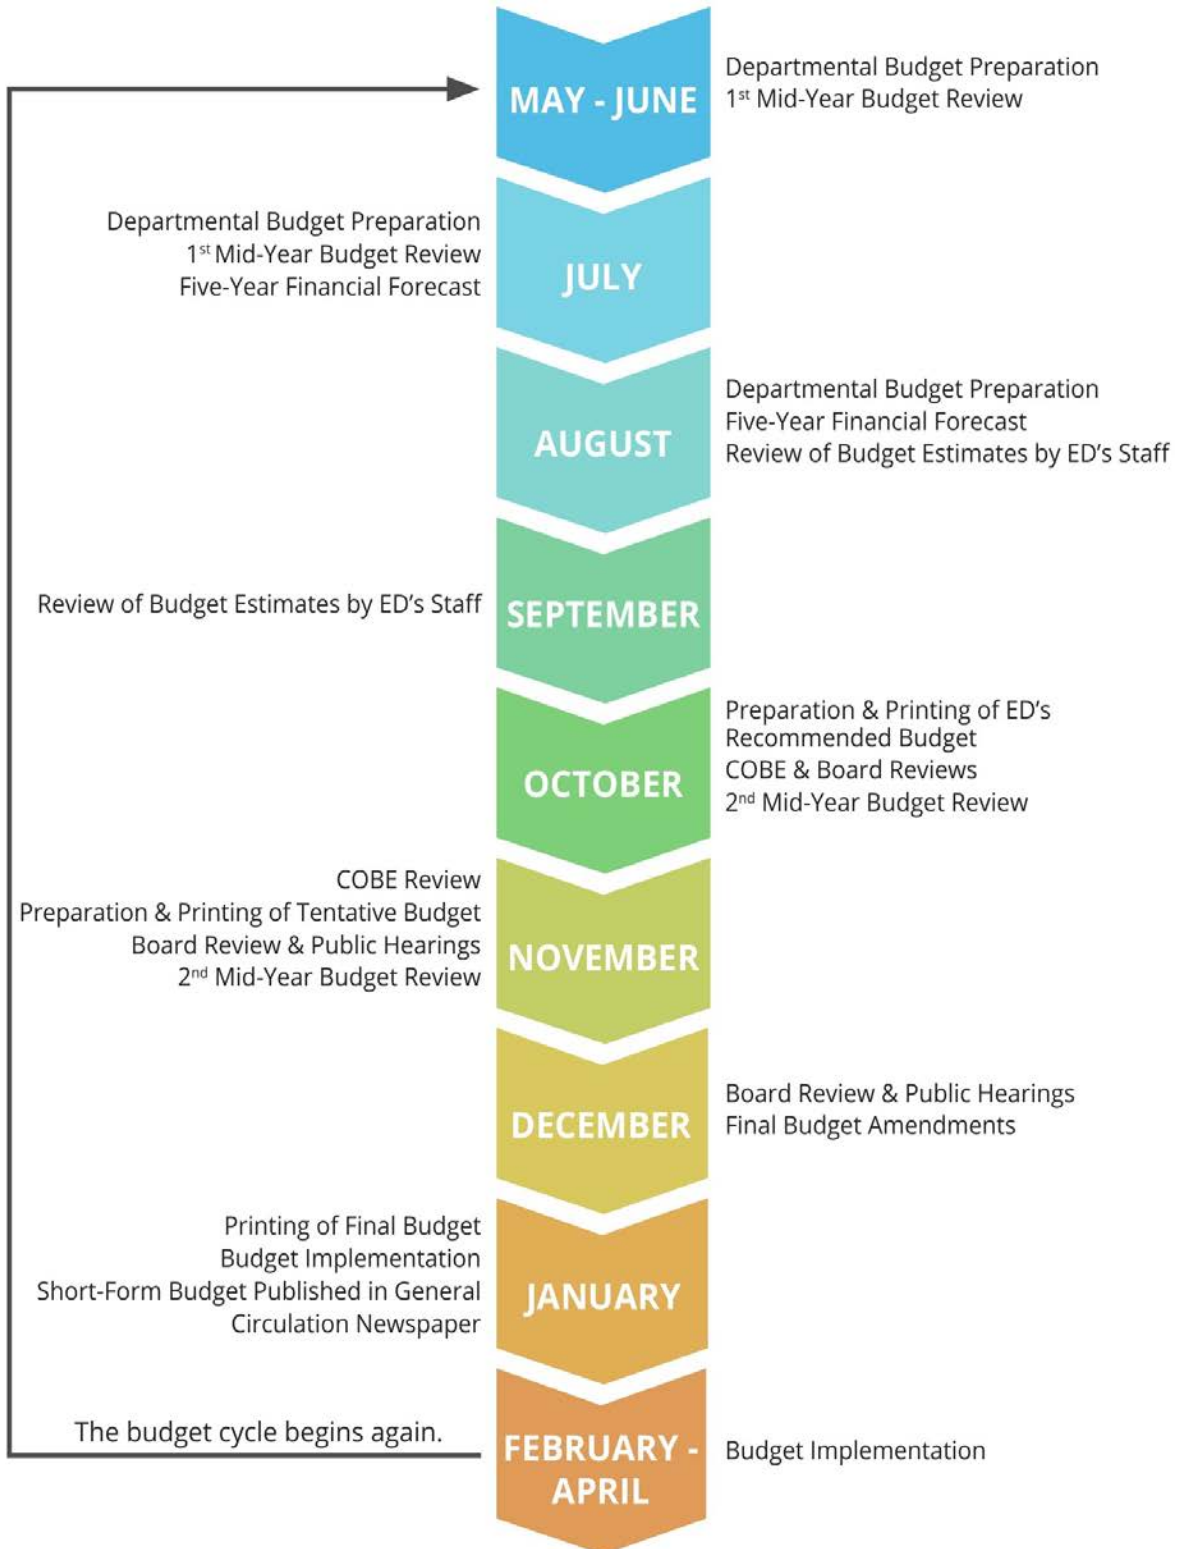 MAY - JUNE
Departmental Budget Preparation
1st Mid-Year Budget Review
Departmental Budget Preparation
1st Mid-Year Budget Review
Five-Year Financial Forecast
JULY
AUGUST
Departmental Budget Preparation
Five-Year Financial Forecast
Review of Budget Estimates by ED’s Staff
Review of Budget Estimates by ED’s Staff
SEPTEMBER
OCTOBER
Preparation & Printing of ED’s
Recommended Budget
COBE & Board Reviews
2nd Mid-Year Budget Review
COBE Review
Preparation & Printing of Tentative Budget
Board Review & Public Hearings
2nd Mid-Year Budget Review
NOVEMBER
DECEMBER
Board Review & Public Hearings
Final Budget Amendments
Printing of Final Budget
Budget Implementation
Short-Form Budget Published in General
Circulation Newspaper
JANUARY
The budget cycle begins again.
FEBRUARY -
APRIL
Budget Implementation